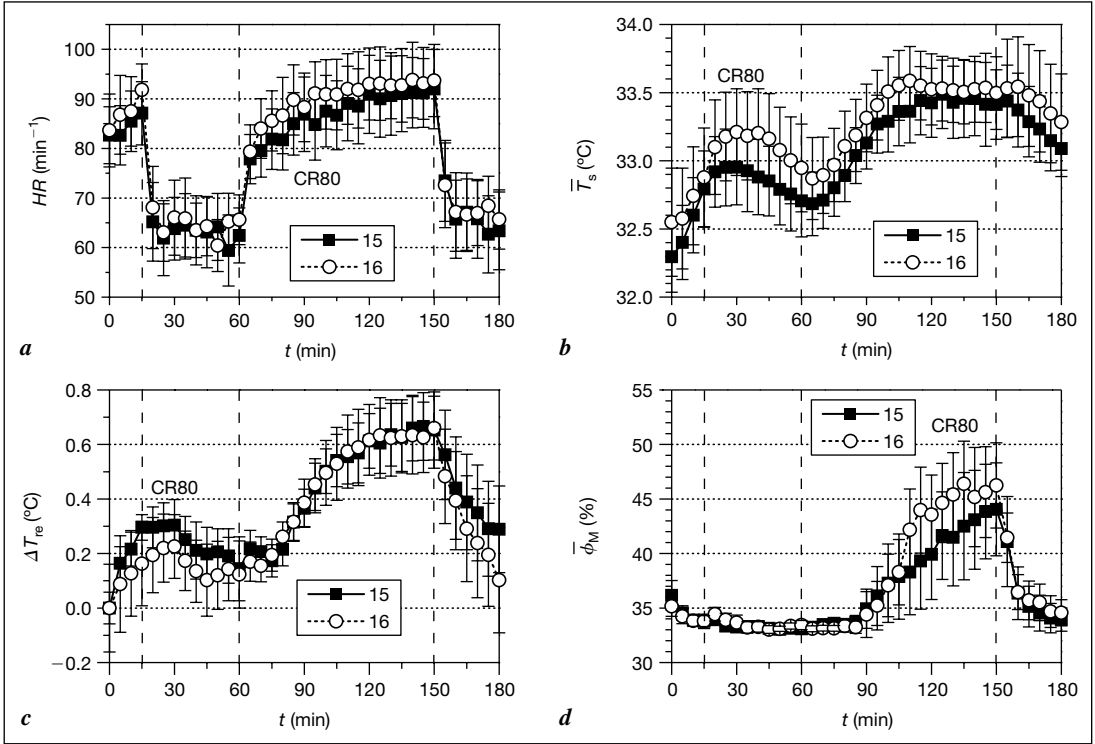 100
90
80
70
60
50
HR (min⁻¹)
CR80
15
16
0 30 60 90 120 150 180
a
t (min)
34.0
33.5
33.0
32.5
32.0
T̅s (°C)
CR80
15
16
0 30 60 90 120 150 180
b
t (min)
0.8
0.6
0.4
0.2
0.0
−0.2
ΔTre (°C)
CR80
15
16
0 30 60 90 120 150 180
c
t (min)
55
50
45
40
35
30
ϕ̅M (%)
15
16
CR80
0 30 60 90 120 150 180
d
t (min)